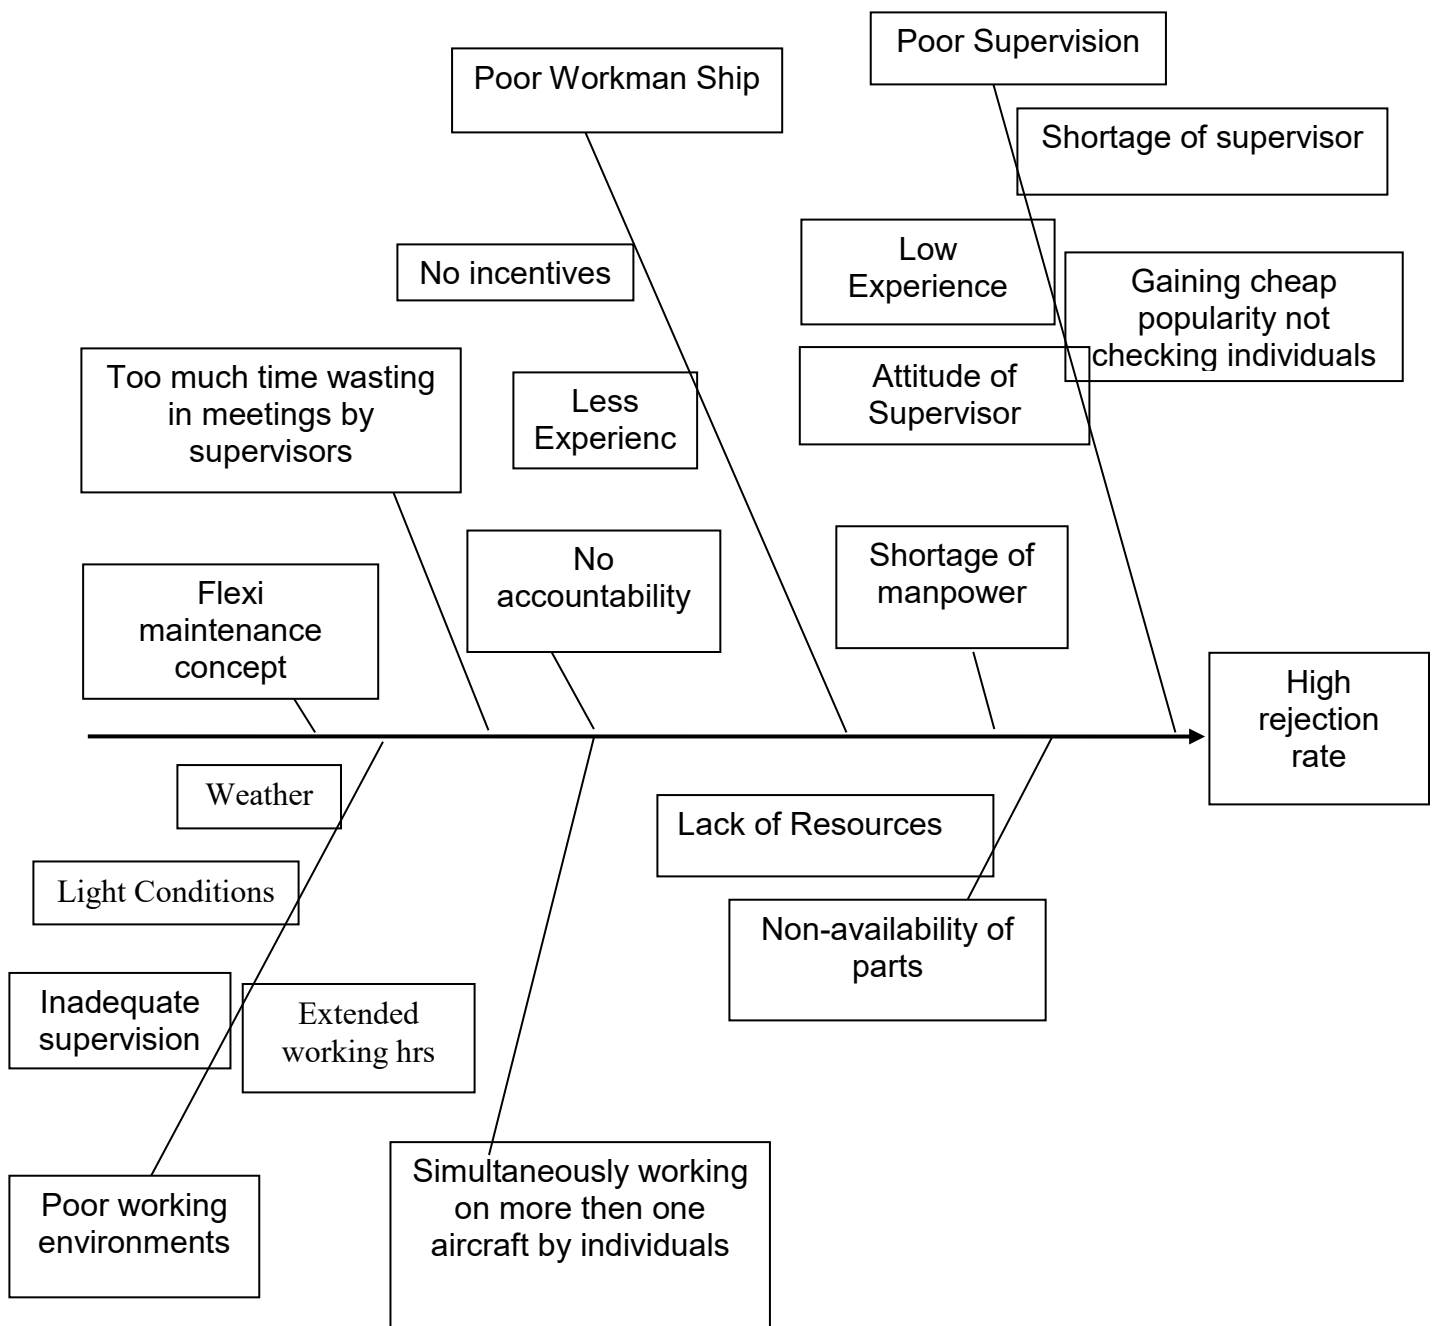 Poor Supervision
Poor Workman Ship
Shortage of supervisor
Low
Experience
No incentives
Gaining cheap
popularity not
checking individuals
Too much time wasting
in meetings by
supervisors
Less
Experienc
Attitude of
Supervisor
No
accountability
Shortage of
manpower
Flexi
maintenance
concept
High
rejection
rate
Weather
Lack of Resources
Light Conditions
Non-availability of
parts
Inadequate
supervision
Extended
working hrs
Simultaneously working
on more then one
aircraft by individuals
Poor working
environments